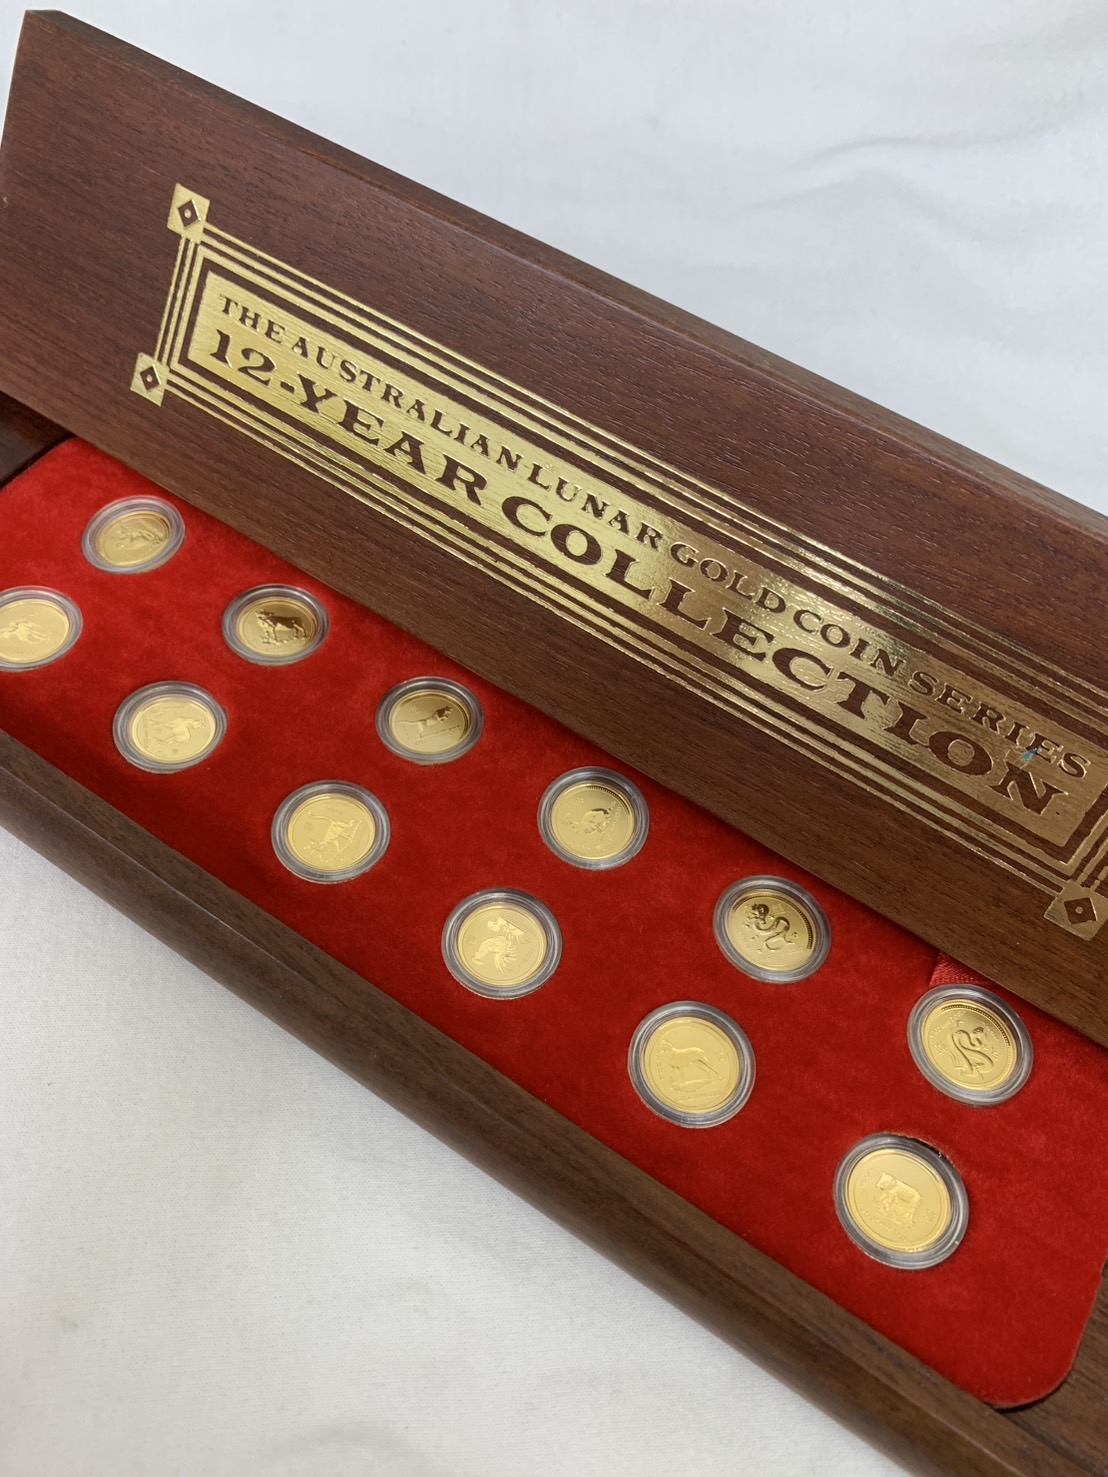 THE AUSTRALIAN LUNAR GOLD COIN SERIES
12-YEAR COLLECTION